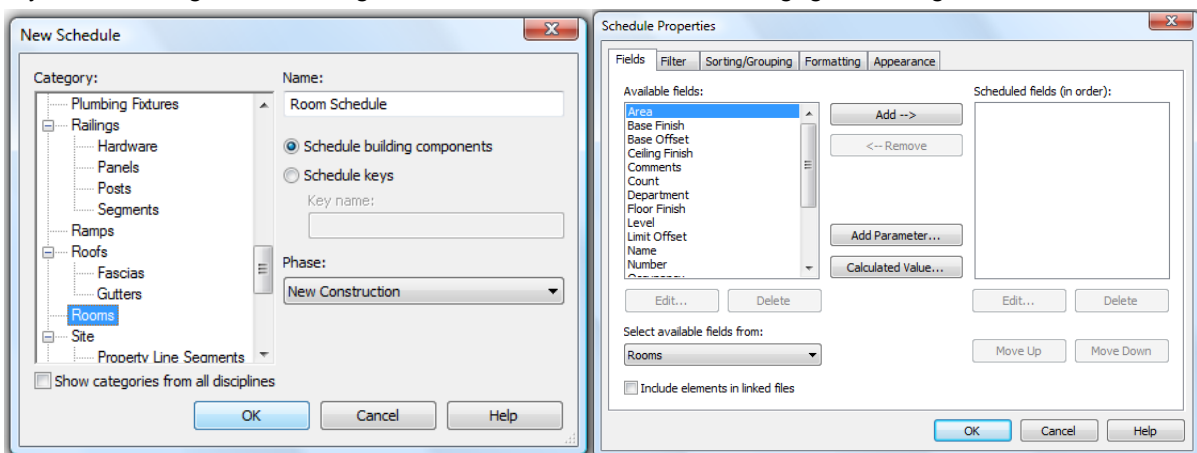 New Schedule
Category:
Plumbing Fixtures
Railings
Hardware
Panels
Posts
Segments
Ramps
Roofs
Fascias
Gutters
Rooms
Site
Property Line Segments
Show categories from all disciplines
Name:
Room Schedule
Schedule building components
Schedule keys
Key name:
Phase:
New Construction
OK Cancel Help
Schedule Properties
Fields Filter Sorting/Grouping Formatting Appearance
Available fields:
Area
Base Finish
Base Offset
Ceiling Finish
Comments
Count
Department
Floor Finish
Level
Limit Offset
Name
Number
Occupancy
Add -->
<-- Remove
Add Parameter...
Calculated Value...
Scheduled fields (in order):
Edit... Delete
Edit... Delete
Select available fields from:
Rooms
Move Up Move Down
Include elements in linked files
OK Cancel Help